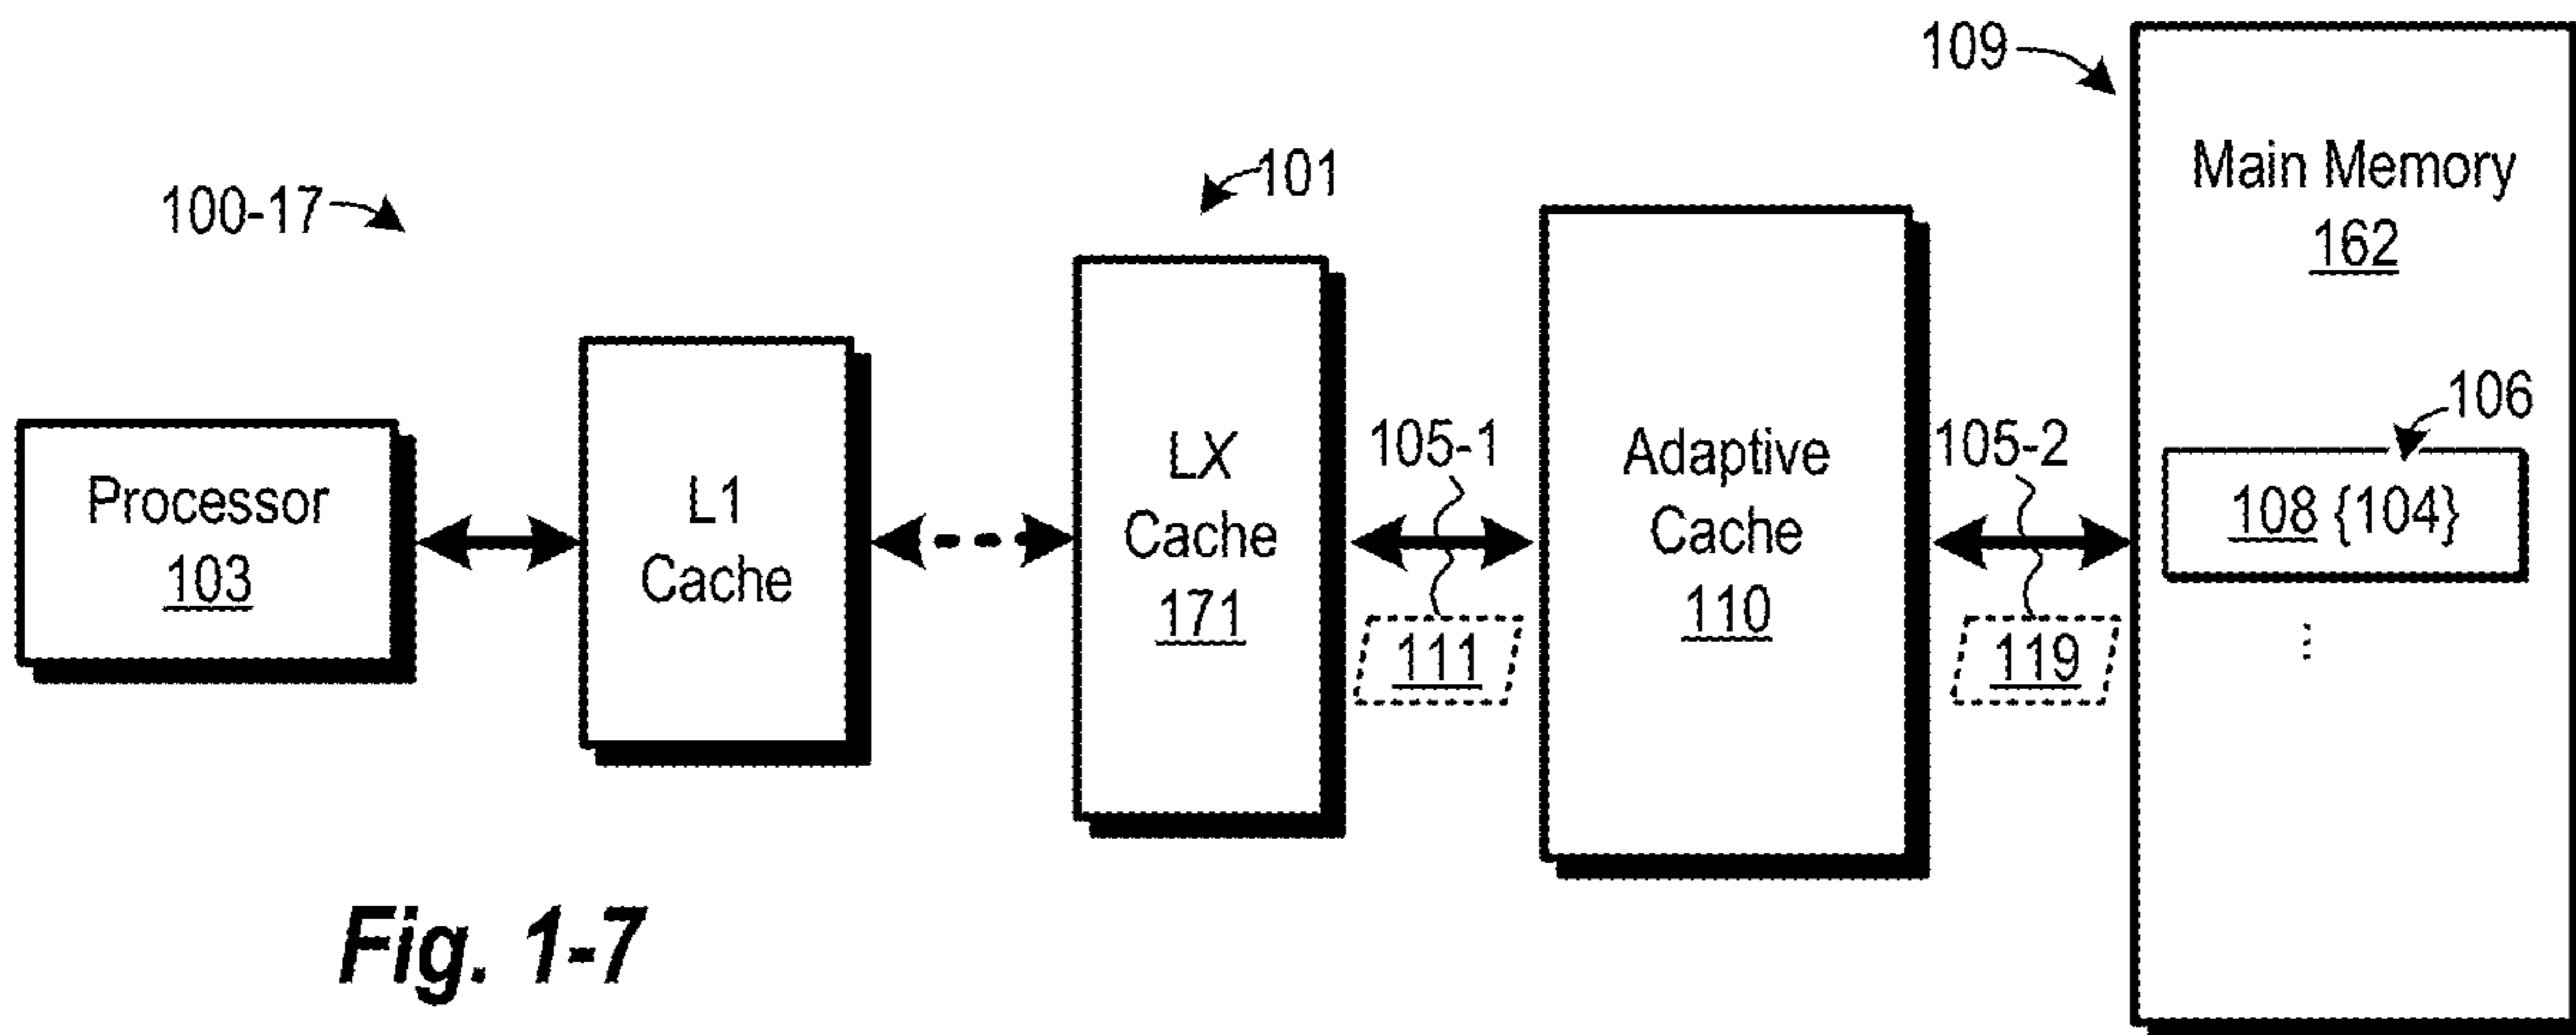 109
Main Memory
162
101
100-17
106
105-1
105-2
Processor
103
L1
Cache
LX
Cache
171
Adaptive
Cache
110
108 {104}
111
119
⋮
Fig. 1-7